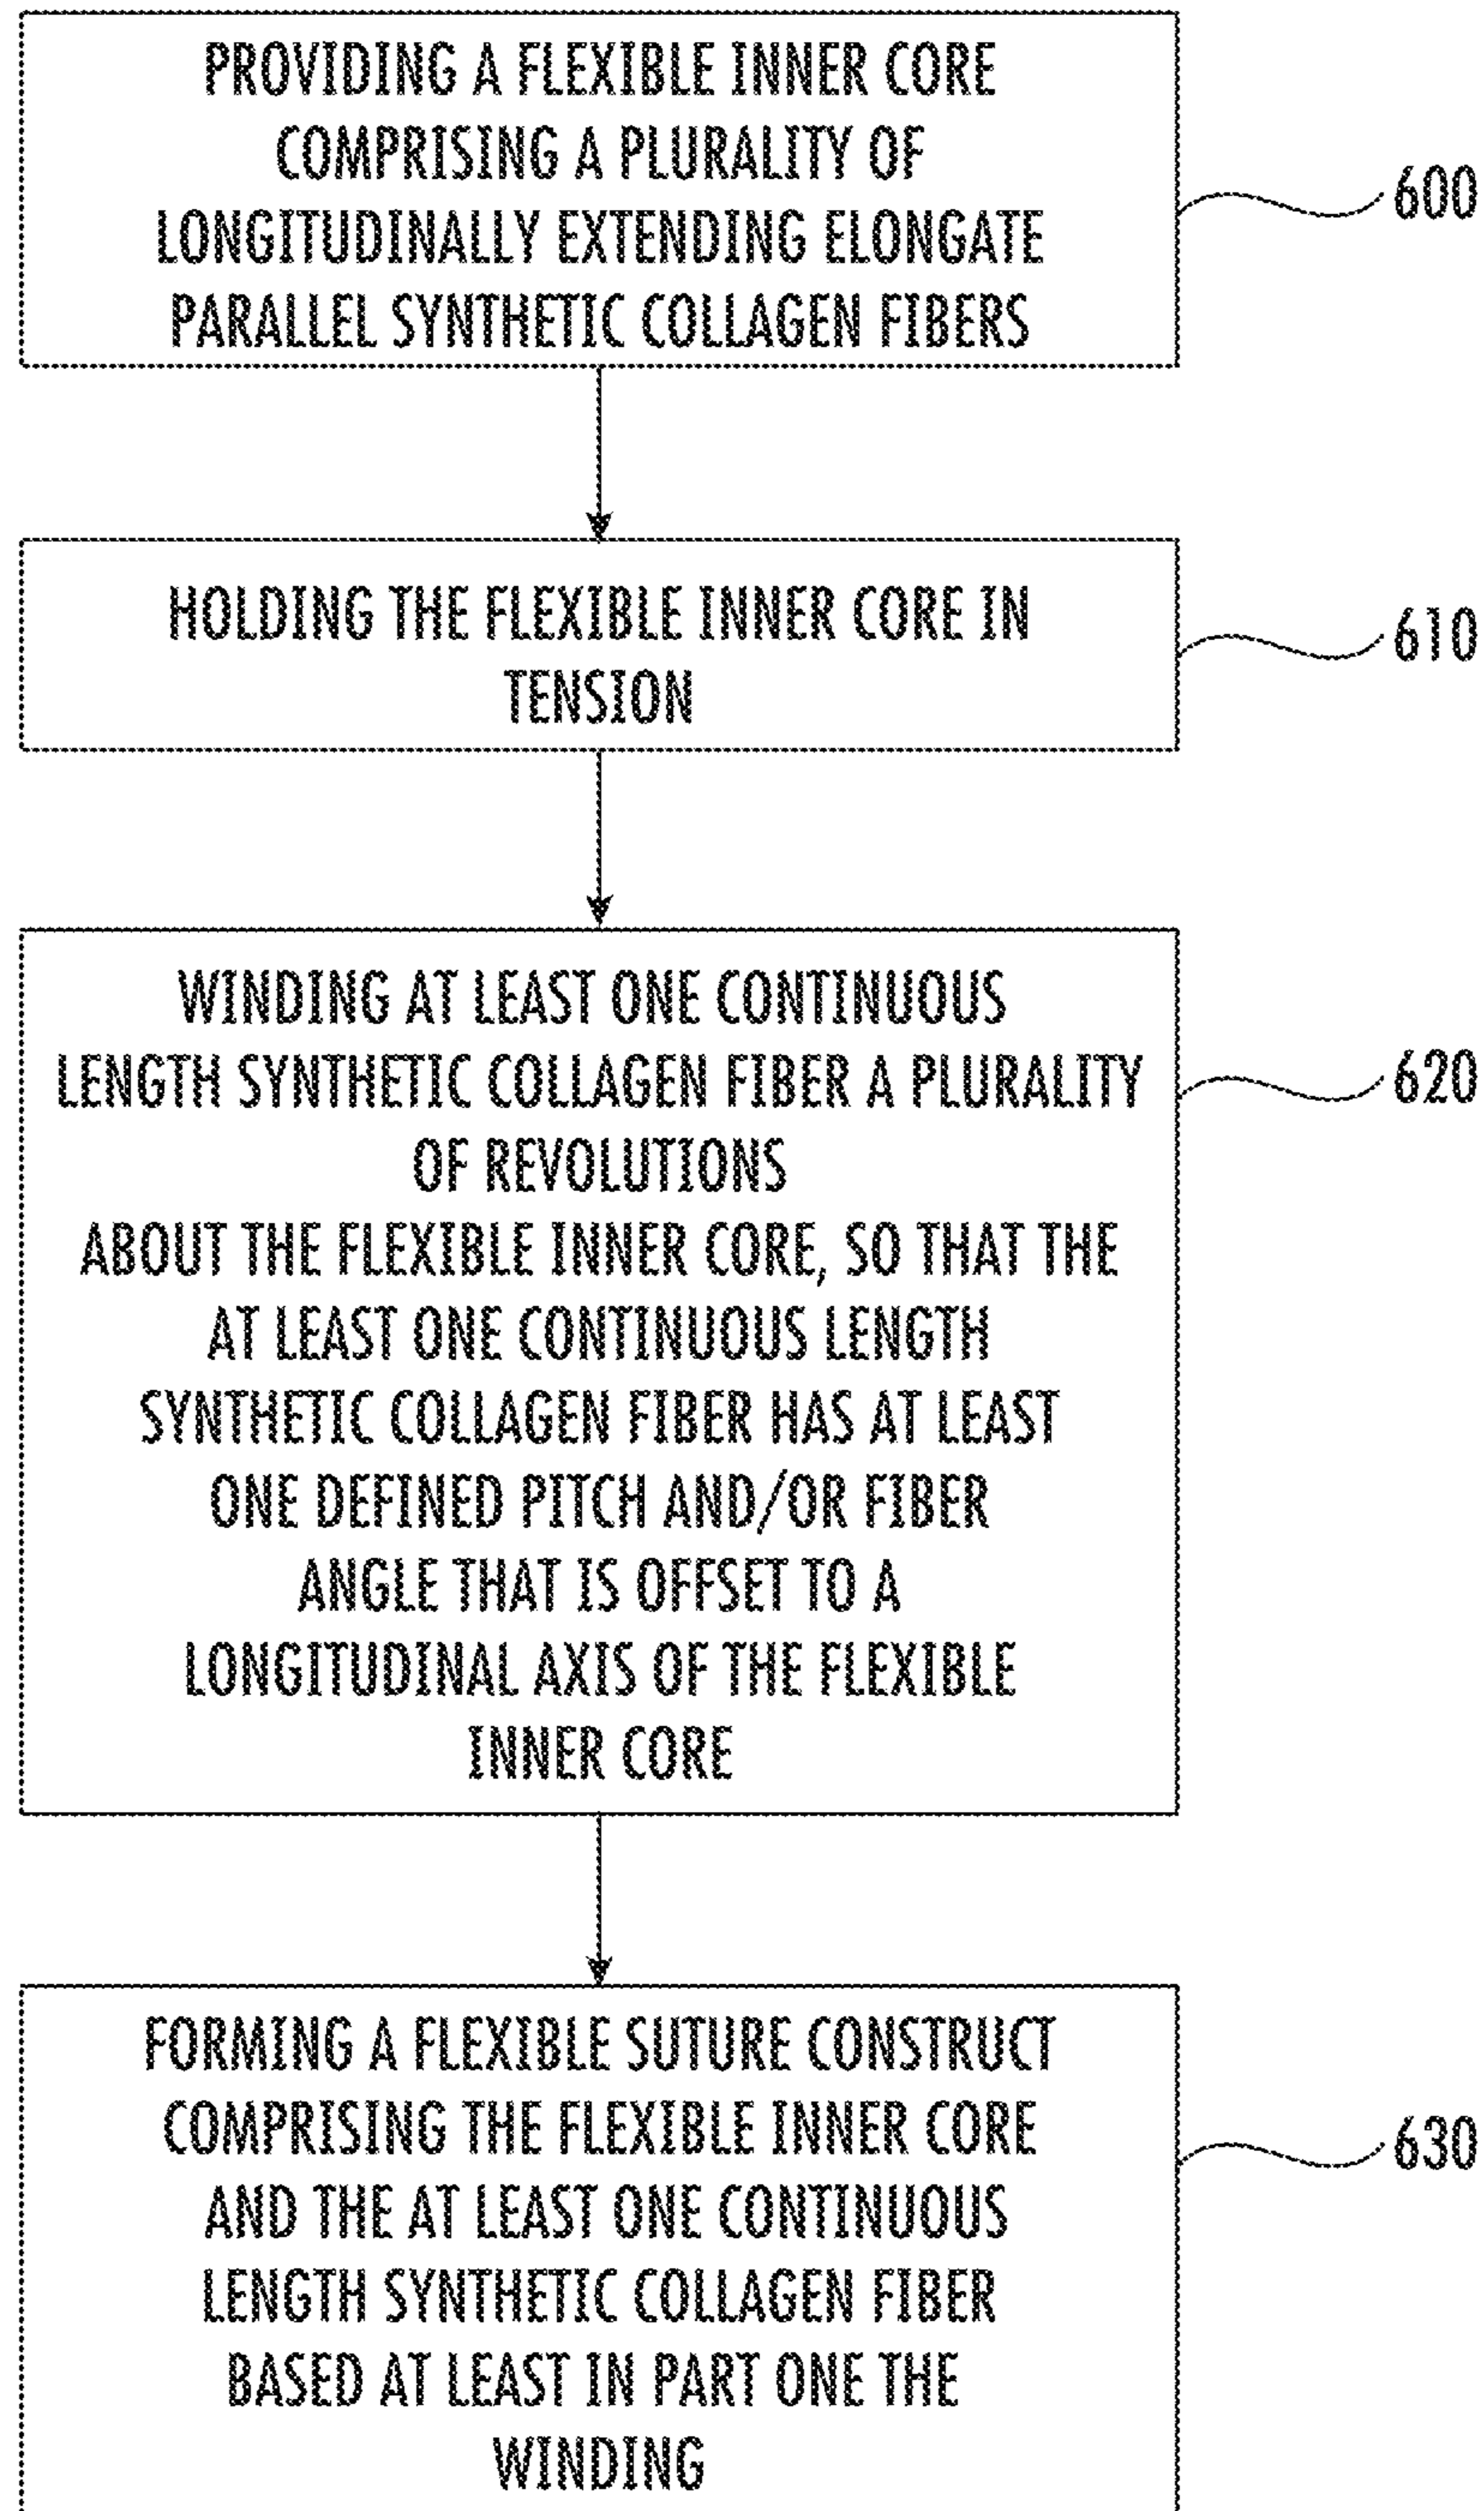 PROVIDING A FLEXIBLE INNER CORE
COMPRISING A PLURALITY OF
LONGITUDINALLY EXTENDING ELONGATE
PARALLEL SYNTHETIC COLLAGEN FIBERS
600
HOLDING THE FLEXIBLE INNER CORE IN
TENSION
610
WINDING AT LEAST ONE CONTINUOUS
LENGTH SYNTHETIC COLLAGEN FIBER A PLURALITY
OF REVOLUTIONS
ABOUT THE FLEXIBLE INNER CORE, SO THAT THE
AT LEAST ONE CONTINUOUS LENGTH
SYNTHETIC COLLAGEN FIBER HAS AT LEAST
ONE DEFINED PITCH AND/OR FIBER
ANGLE THAT IS OFFSET TO A
LONGITUDINAL AXIS OF THE FLEXIBLE
INNER CORE
620
FORMING A FLEXIBLE SUTURE CONSTRUCT
COMPRISING THE FLEXIBLE INNER CORE
AND THE AT LEAST ONE CONTINUOUS
LENGTH SYNTHETIC COLLAGEN FIBER
BASED AT LEAST IN PART ONE THE
WINDING
630